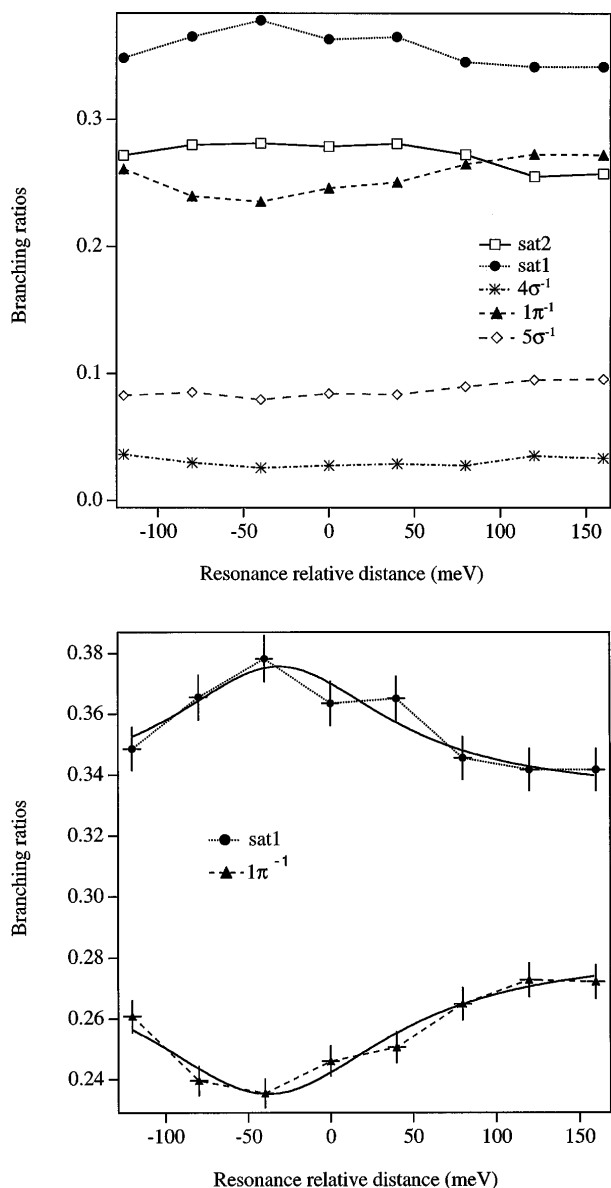 0.3
0.2
0.1
0.0
Branching ratios
sat2
sat1
4σ⁻¹
1π⁻¹
5σ⁻¹
-100 -50 0 50 100 150
Resonance relative distance (meV)
0.38
0.36
0.34
0.32
0.30
0.28
0.26
0.24
Branching ratios
sat1
1π⁻¹
-100 -50 0 50 100 150
Resonance relative distance (meV)